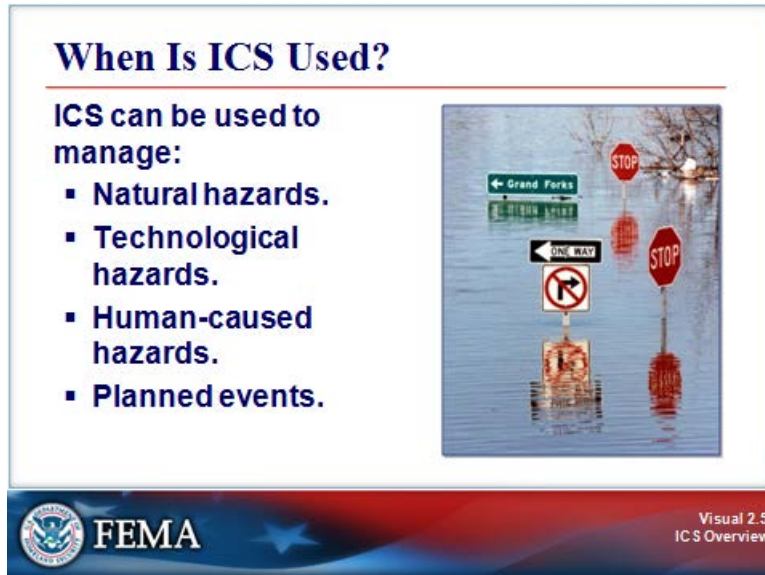 When Is ICS Used?
ICS can be used to
manage:
▪ Natural hazards.
▪ Technological
hazards.
▪ Human-caused
hazards.
▪ Planned events.
STOP
← Grand Forks
ONE WAY
STOP
FEMA
Visual 2.5
ICS Overview